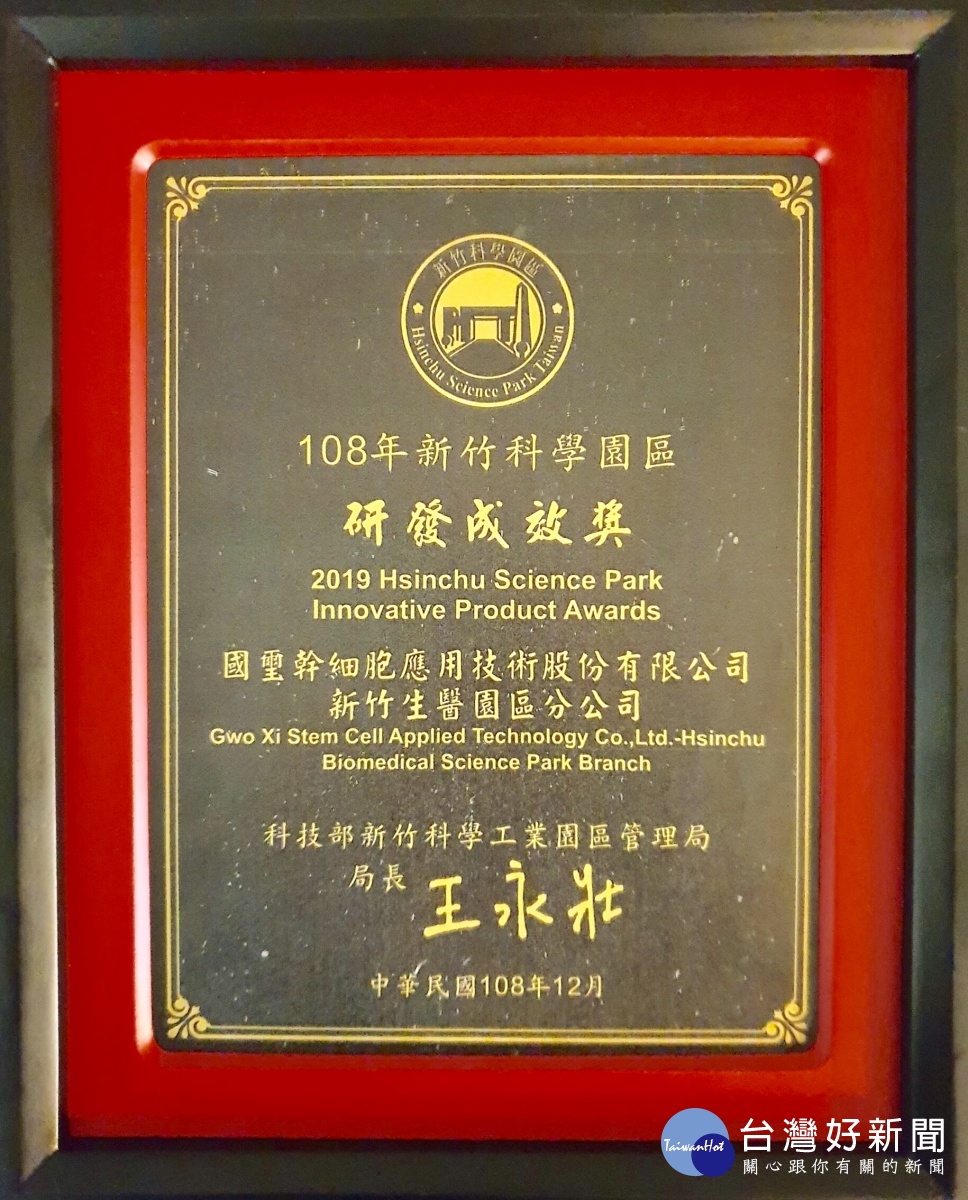 新竹科學園區
Hsinchu Science Park Taiwan
108年新竹科學園區
研發成效獎
2019 Hsinchu Science Park
Innovative Product Awards
國璽幹細胞應用技術股份有限公司
新竹生醫園區分公司
Gwo Xi Stem Cell Applied Technology Co.,Ltd.-Hsinchu
Biomedical Science Park Branch
科技部新竹科學工業園區管理局
局長 王永壯
中華民國108年12月
TaiwanHot 台灣好新聞
關心跟你有關的新聞